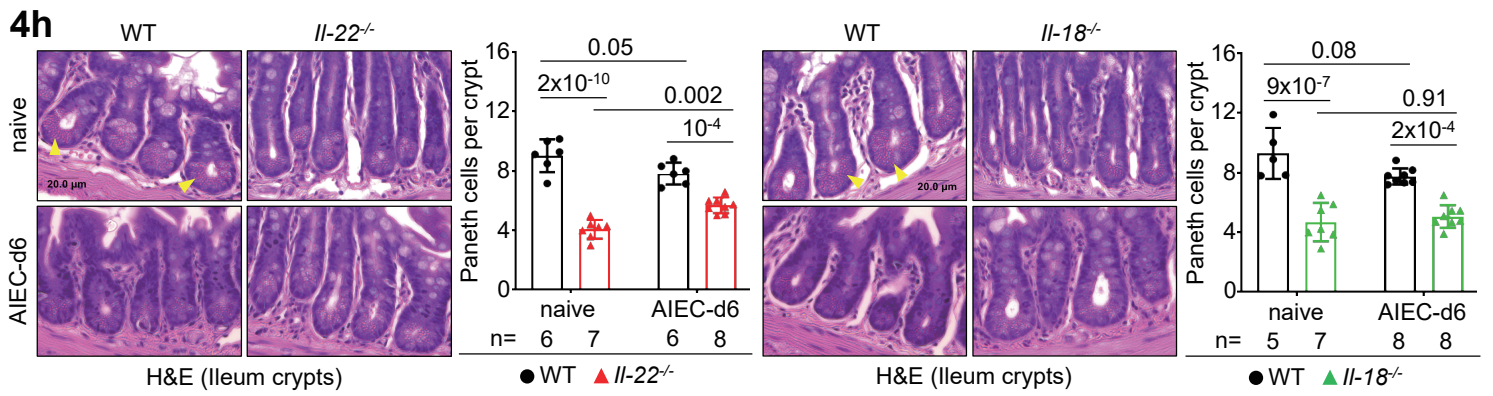 4h
WT
Il-22-/-
naive
20.0 µm
AIEC-d6
H&E (Ileum crypts)
Paneth cells per crypt
16
12
8
4
0
0.05
2x10-10
0.002
10-4
naive
AIEC-d6
n= 6 7 6 8
WT Il-22-/-
WT
Il-18-/-
20.0 µm
H&E (Ileum crypts)
Paneth cells per crypt
16
12
8
4
0
0.08
9x10-7
0.91
2x10-4
naive
AIEC-d6
n= 5 7 8 8
WT Il-18-/-